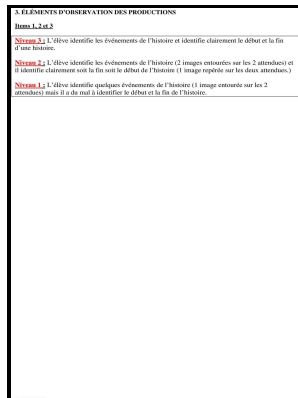 3. ÉLÉMENTS D'OBSERVATION DES PRODUCTIONS
Items 1, 2 et 3
Niveau 3 : L'élève identifie les événements de l'histoire et identifie clairement le début et la fin
d'une histoire.
Niveau 2 : L'élève identifie les événements de l'histoire (2 images entourées sur les 2 attendues) et
il identifie clairement soit la fin soit le début de l'histoire (1 image repérée sur les deux attendues.)
Niveau 1 : L'élève identifie quelques événements de l'histoire (1 image entourée sur les 2
attendues) mais il a du mal à identifier le début et la fin de l'histoire.